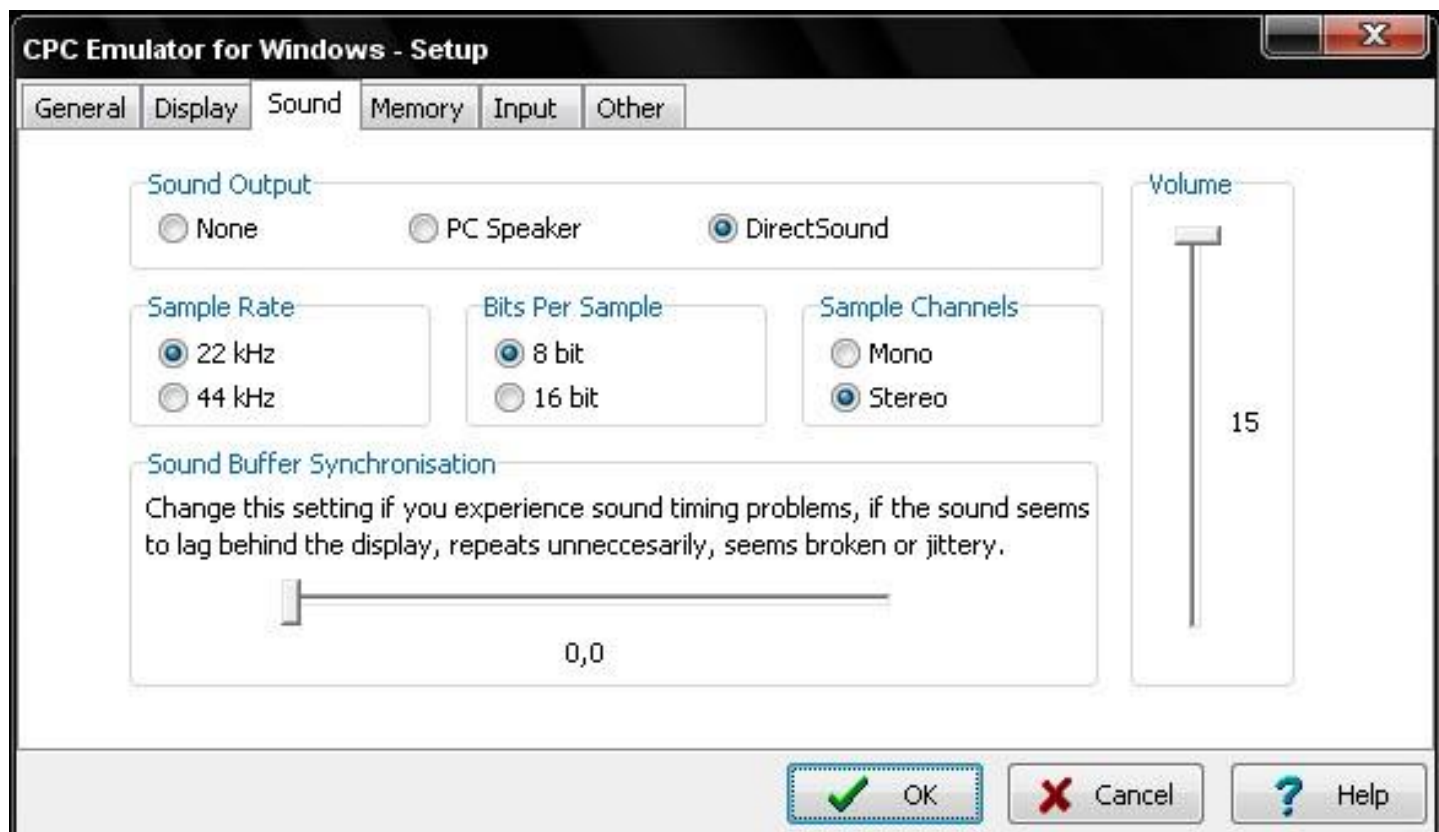 CPC Emulator for Windows - Setup
General Display Sound Memory Input Other
Sound Output
None PC Speaker DirectSound
Volume
Sample Rate
22 kHz
44 kHz
Bits Per Sample
8 bit
16 bit
Sample Channels
Mono
Stereo
15
Sound Buffer Synchronisation
Change this setting if you experience sound timing problems, if the sound seems
to lag behind the display, repeats unneccesarily, seems broken or jittery.
0,0
OK Cancel Help